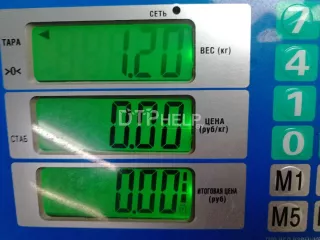 СЕТЬ
ТАРА
1.20
ВЕС (кг)
>0<
7
4
1
0
0.00
ЦЕНА
(руб/кг)
СТАБ
DTPHELP
0.00
ИТОГОВАЯ ЦЕНА
(руб)
M1
M5